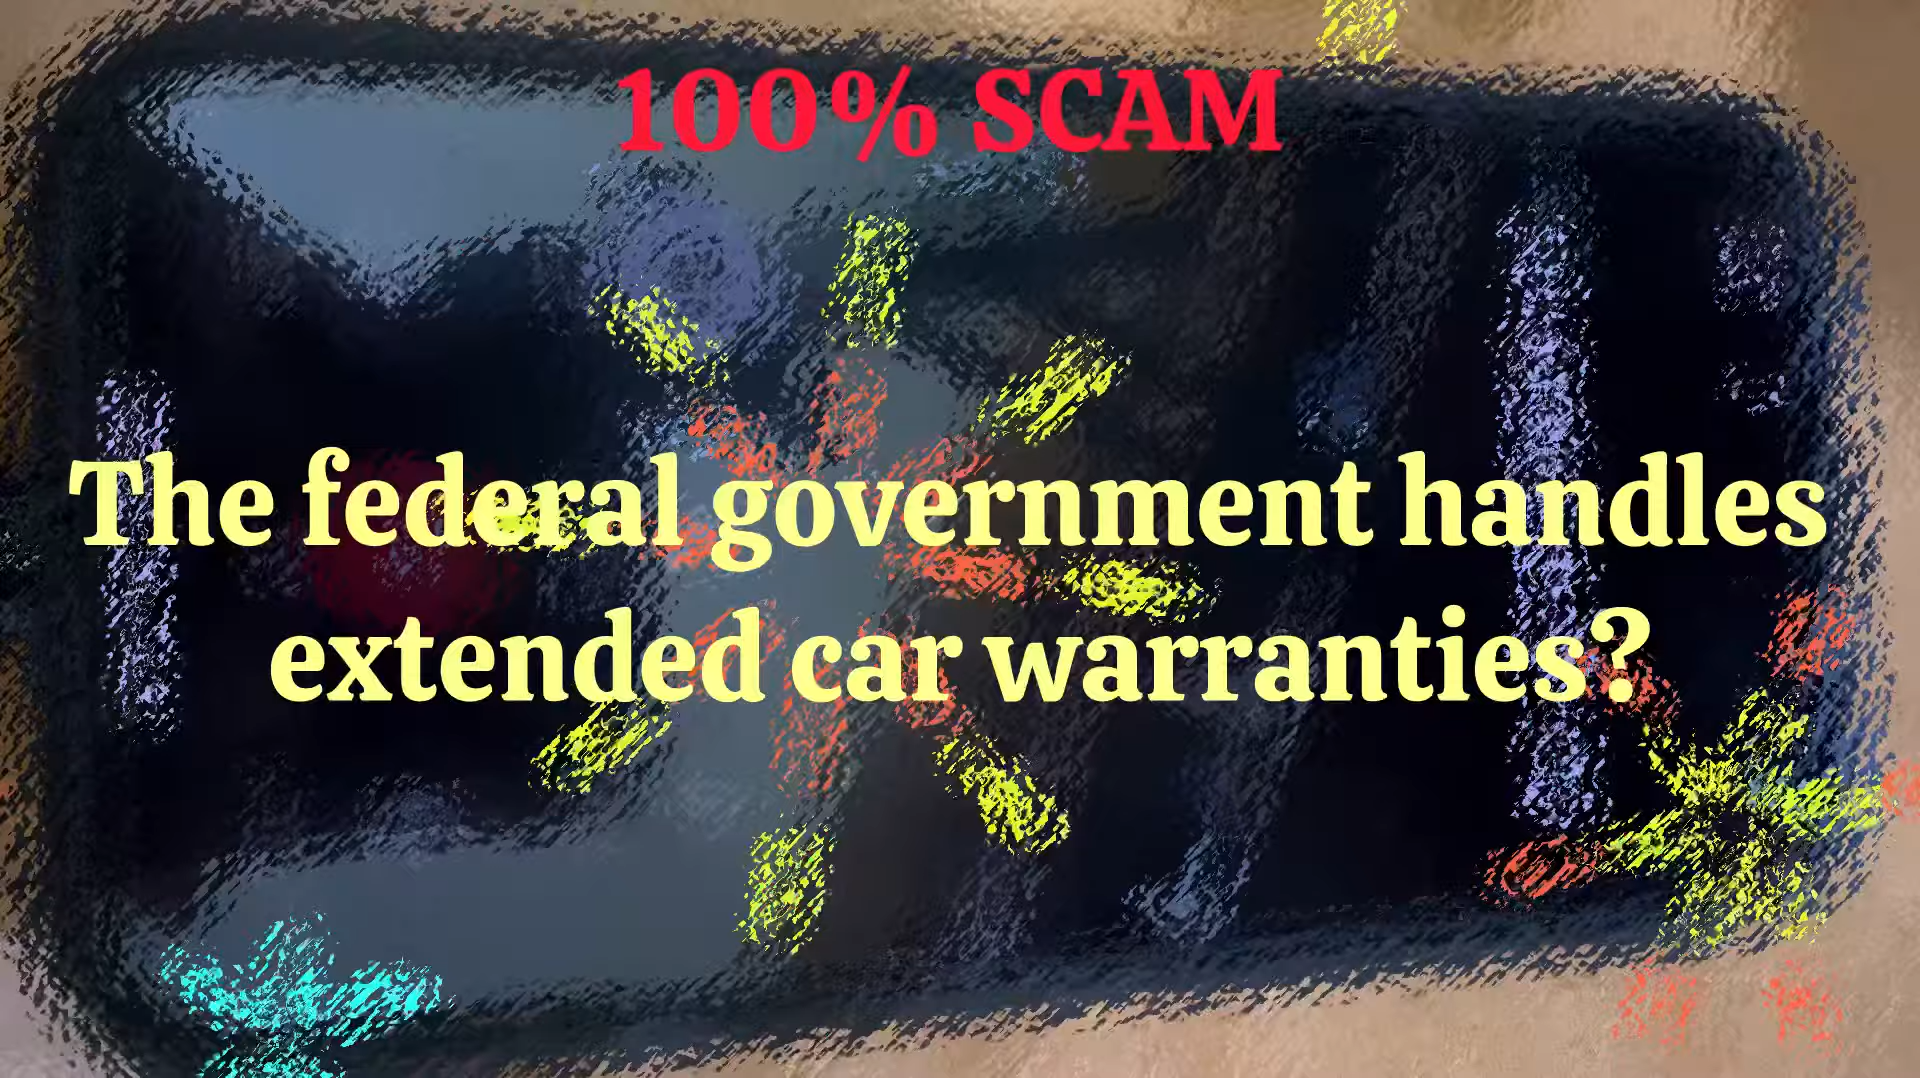 100% SCAM
The federal government handles
extended car warranties?